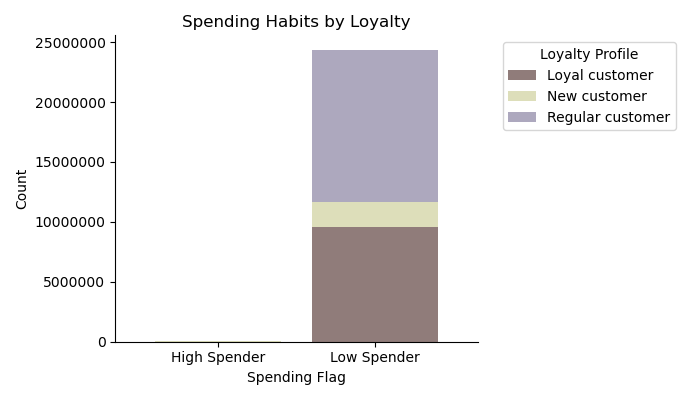 Spending Habits by Loyalty
25000000
20000000
15000000
10000000
5000000
0
Count
High Spender
Low Spender
Spending Flag
Loyalty Profile
Loyal customer
New customer
Regular customer